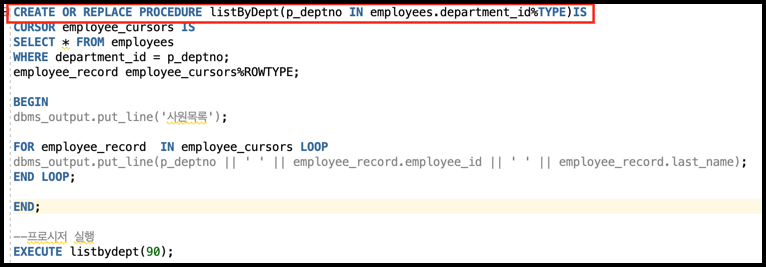 CREATE OR REPLACE PROCEDURE listByDept(p_deptno IN employees.department_id%TYPE)IS
CURSOR employee_cursors IS
SELECT * FROM employees
WHERE department_id = p_deptno;
employee_record employee_cursors%ROWTYPE;
BEGIN
dbms_output.put_line('사원목록');
FOR employee_record  IN employee_cursors LOOP
dbms_output.put_line(p_deptno || ' ' || employee_record.employee_id || ' ' || employee_record.last_name);
END LOOP;
END;
--프로시저 실행
EXECUTE listbydept(90);